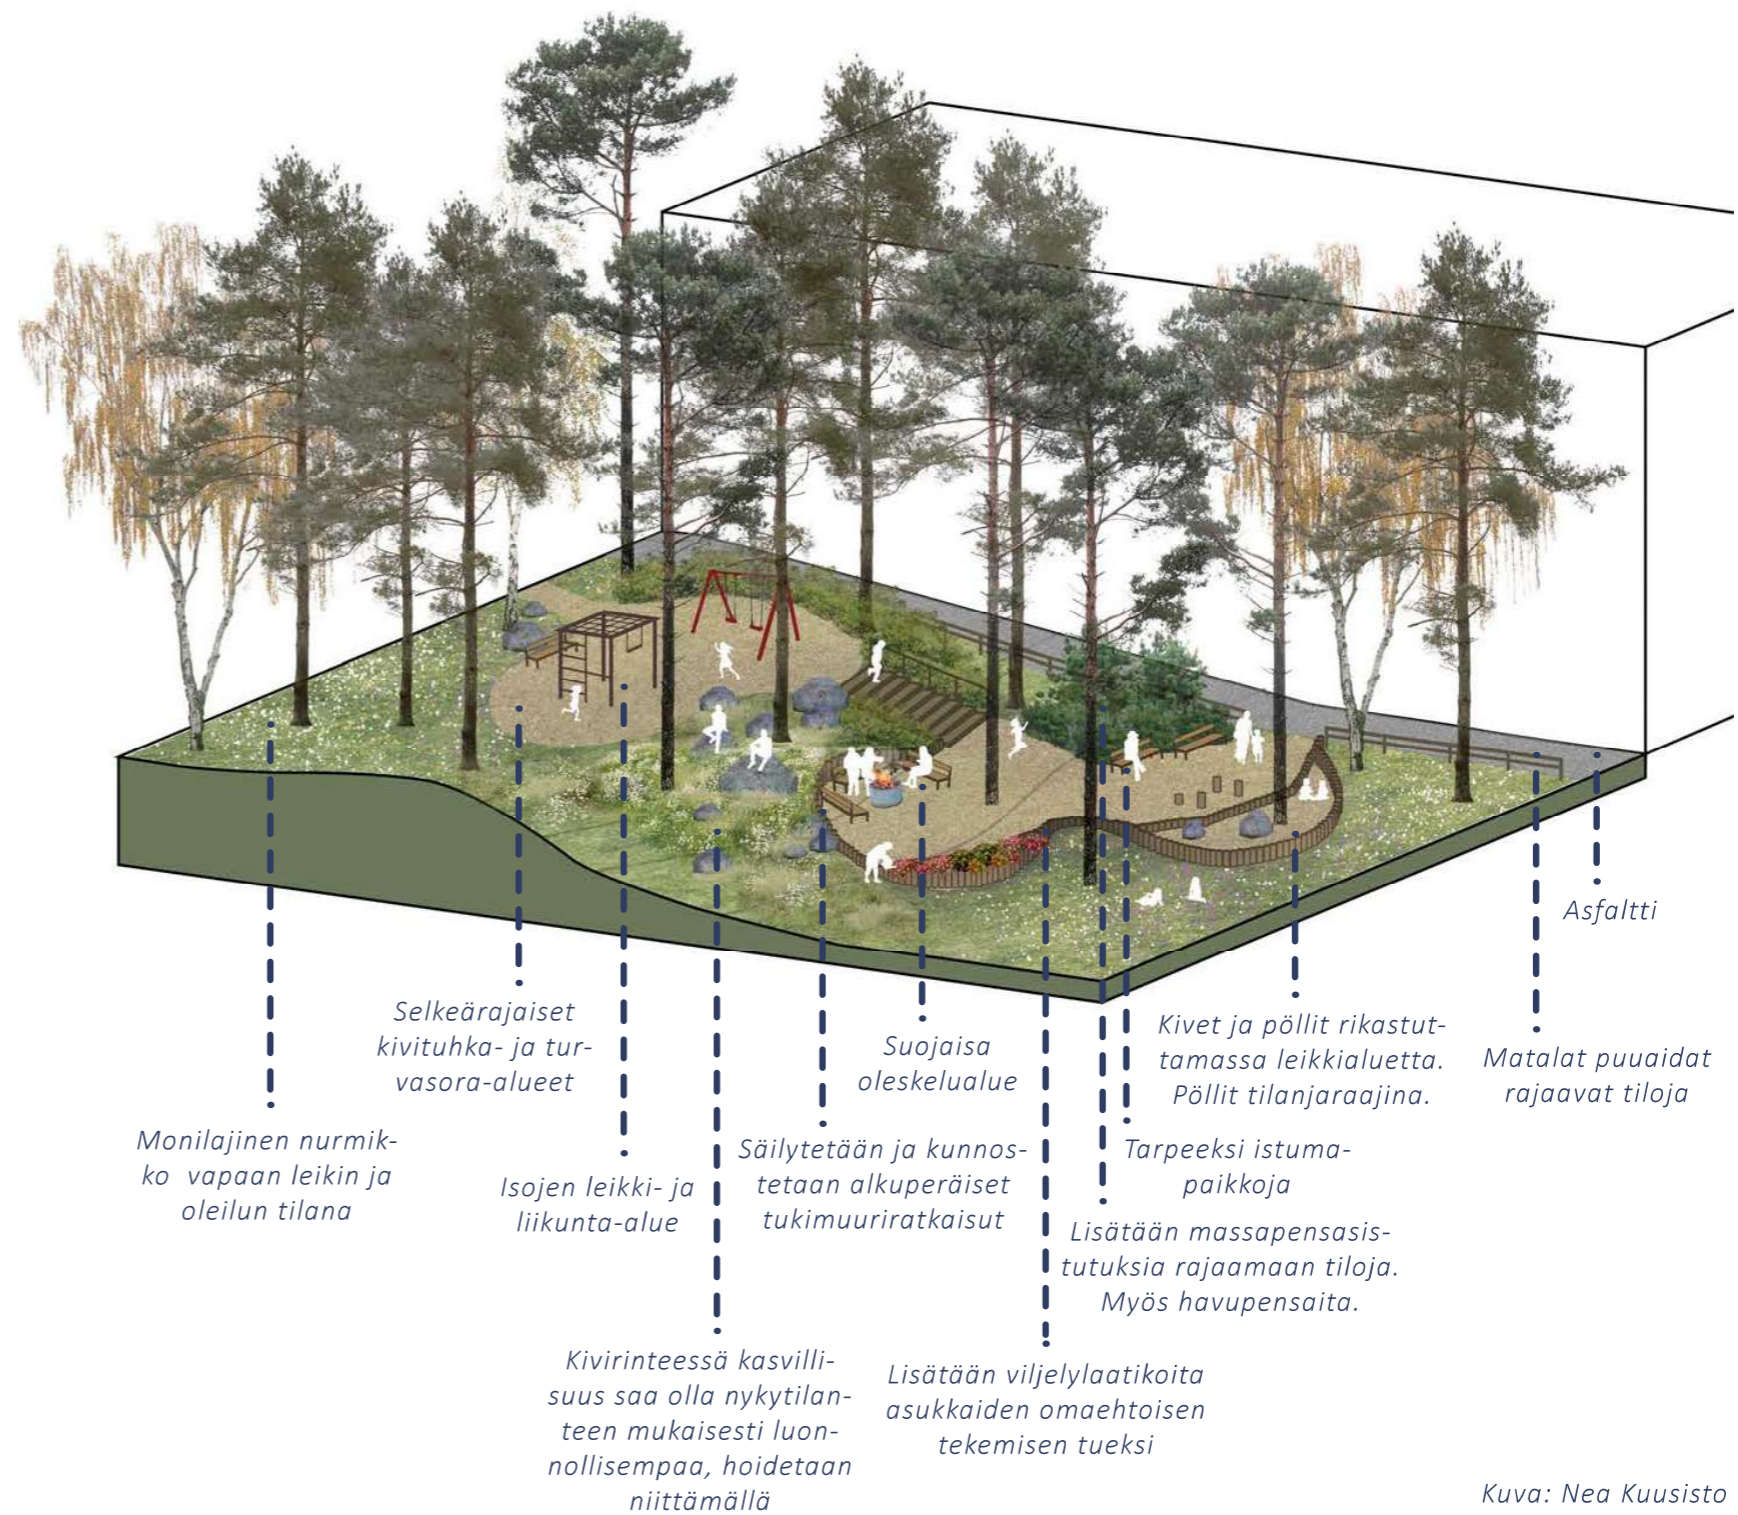 Asfaltti
Selkeärajaiset
kivituhka- ja tur-
vasora-alueet
Suojaisa
oleskelualue
Kivet ja pöllit rikastut-
tamassa leikkialuetta.
Pöllit tilanjaraajina.
Matalat puuaidat
rajaavat tiloja
Monilajinen nurmik-
ko vapaan leikin ja
oleilun tilana
Isojen leikki- ja
liikunta-alue
Säilytetään ja kunnos-
tetaan alkuperäiset
tukimuuriratkaisut
Tarpeeksi istuma-
paikkoja
Lisätään massapensasis-
tutuksia rajaamaan tiloja.
Myös havupensaita.
Kivirinteessä kasvilli-
suus saa olla nykytilan-
teen mukaisesti luon-
nollisempaa, hoidetaan
niittämällä
Lisätään viljelylaatikoita
asukkaiden omaehtoisen
tekemisen tueksi
Kuva: Nea Kuusisto